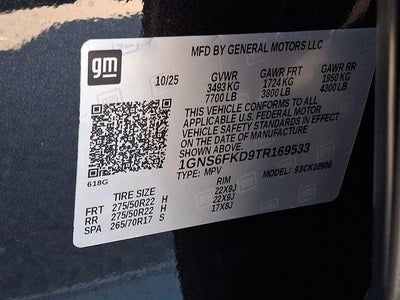 gm
MFD BY GENERAL MOTORS LLC
10/25 GVWR GAWR FRT GAWR RR
3493 KG 1724 KG 1950 KG
7700 LB 3800 LB 4300 LB
THIS VEHICLE CONFORMS TO ALL
APPLICABLE U.S. FEDERAL MOTOR
VEHICLE SAFETY STANDARDS IN EFFECT
ON THE DATE OF MANUFACTURE SHOWN ABOVE.
1GNS6FKD9TR169533
618G
TYPE: MPV MODEL: 93CK10906
TIRE SIZE RIM
FRT 275/50R22 H 22X9J
RR 275/50R22 H 22X9J
SPA 265/70R17 S 17X8J